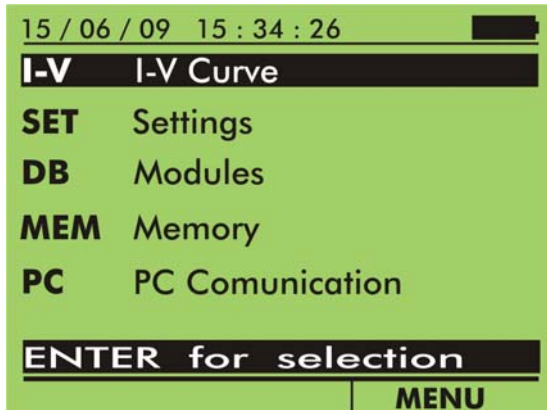 15 / 06 / 09 15 : 34 : 26
I-V I-V Curve
SET Settings
DB Modules
MEM Memory
PC PC Comunication
ENTER for selection
MENU